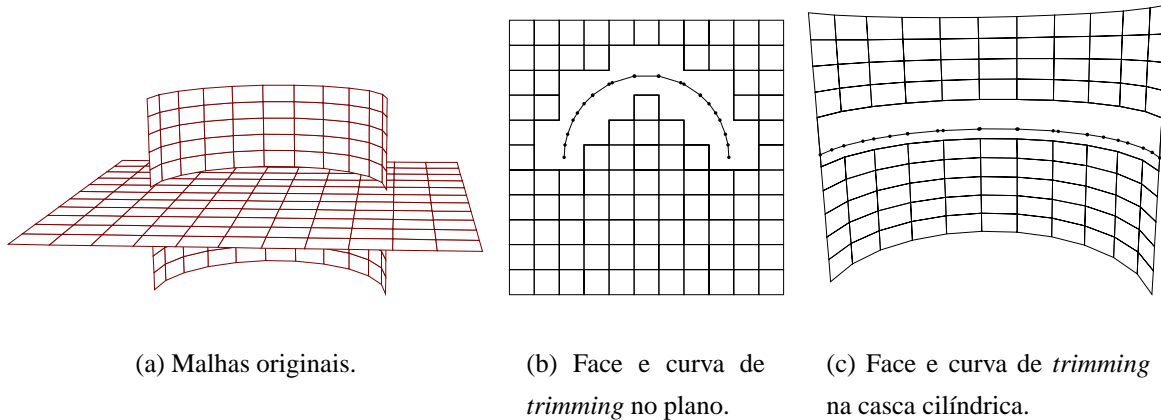 (a) Malhas originais.
(b) Face e curva de
trimming no plano.
(c) Face e curva de trimming
na casca cilíndrica.